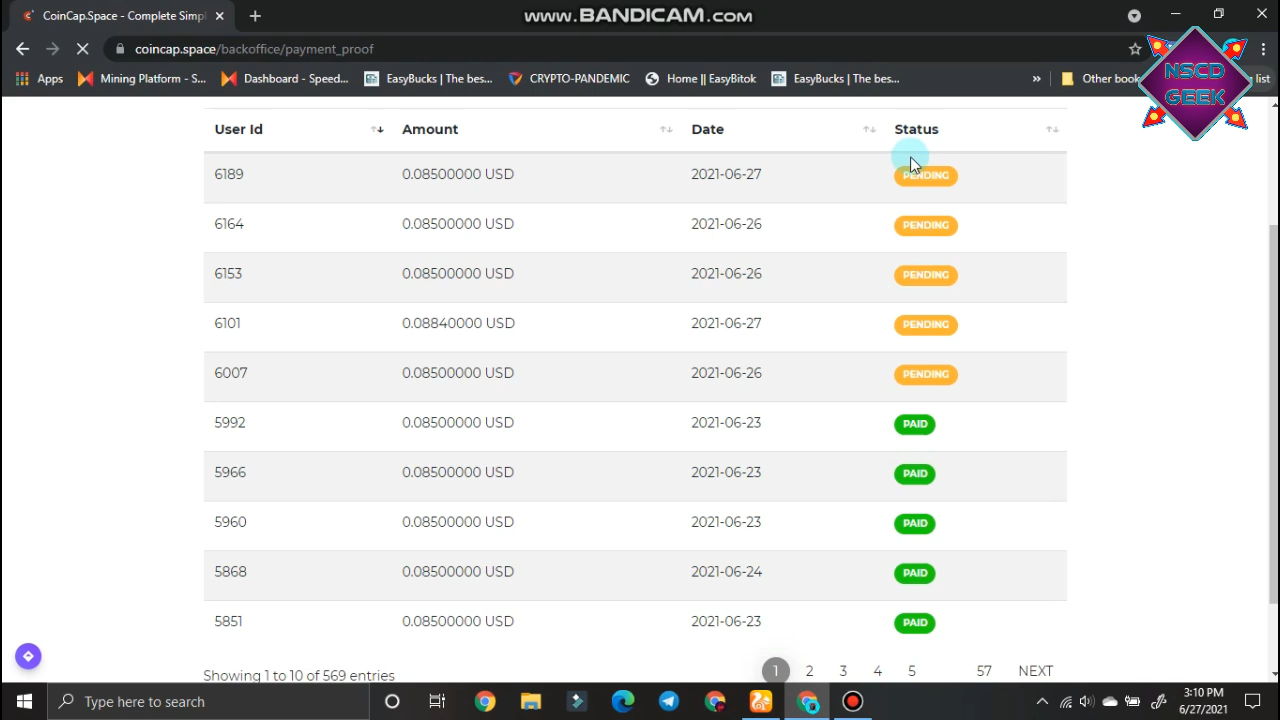 CoinCap.Space - Complete Simpl
www.BANDICAM.com
coincap.space/backoffice/payment_proof
Apps
Mining Platform - S...
Dashboard - Speed...
EasyBucks | The bes...
CRYPTO-PANDEMIC
Home || EasyBitok
EasyBucks | The bes...
»
Other book
list
NSCD
GEEK
User Id Amount Date Status
6189 0.08500000 USD 2021-06-27 PENDING
6164 0.08500000 USD 2021-06-26 PENDING
6153 0.08500000 USD 2021-06-26 PENDING
6101 0.08840000 USD 2021-06-27 PENDING
6007 0.08500000 USD 2021-06-26 PENDING
5992 0.08500000 USD 2021-06-23 PAID
5966 0.08500000 USD 2021-06-23 PAID
5960 0.08500000 USD 2021-06-23 PAID
5868 0.08500000 USD 2021-06-24 PAID
5851 0.08500000 USD 2021-06-23 PAID
Showing 1 to 10 of 569 entries
1 2 3 4 5 57 NEXT
Type here to search
3:10 PM
6/27/2021